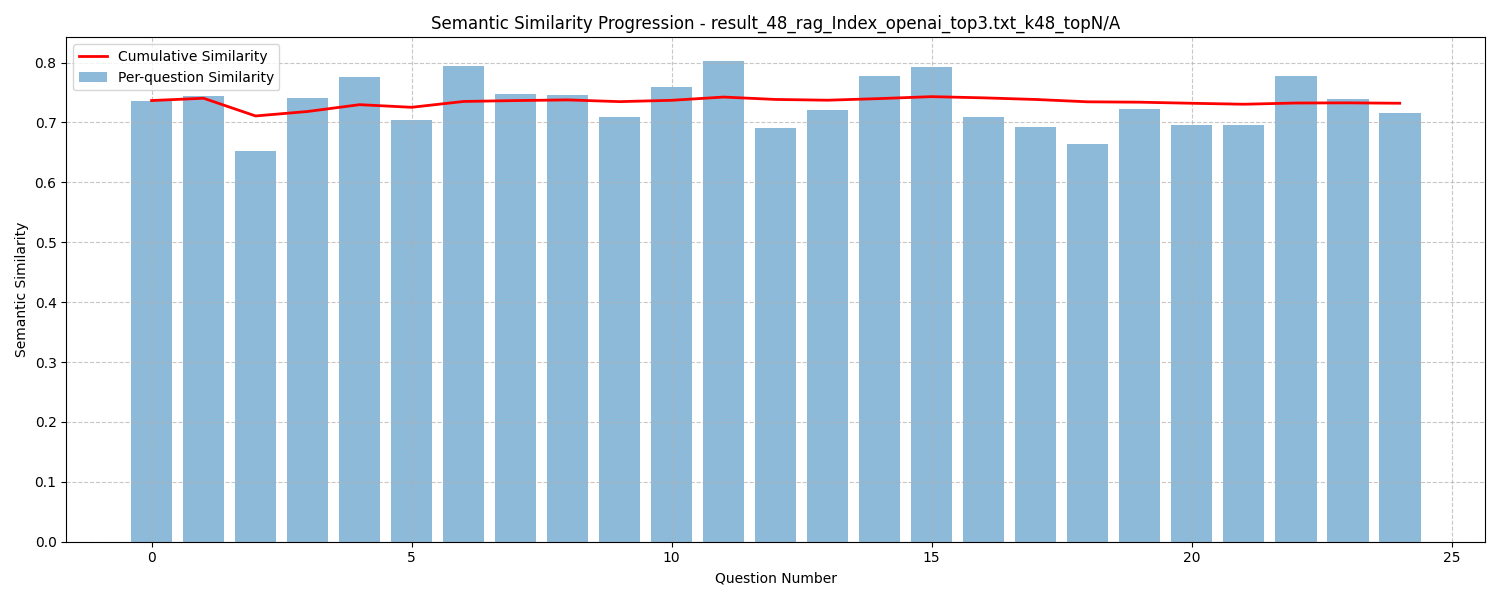 Semantic Similarity Progression - result_48_rag_Index_openai_top3.txt_k48_topN/A
Cumulative Similarity
Per-question Similarity
Semantic Similarity
0.8
0.7
0.6
0.5
0.4
0.3
0.2
0.1
0.0
0 5 10 15 20 25
Question Number